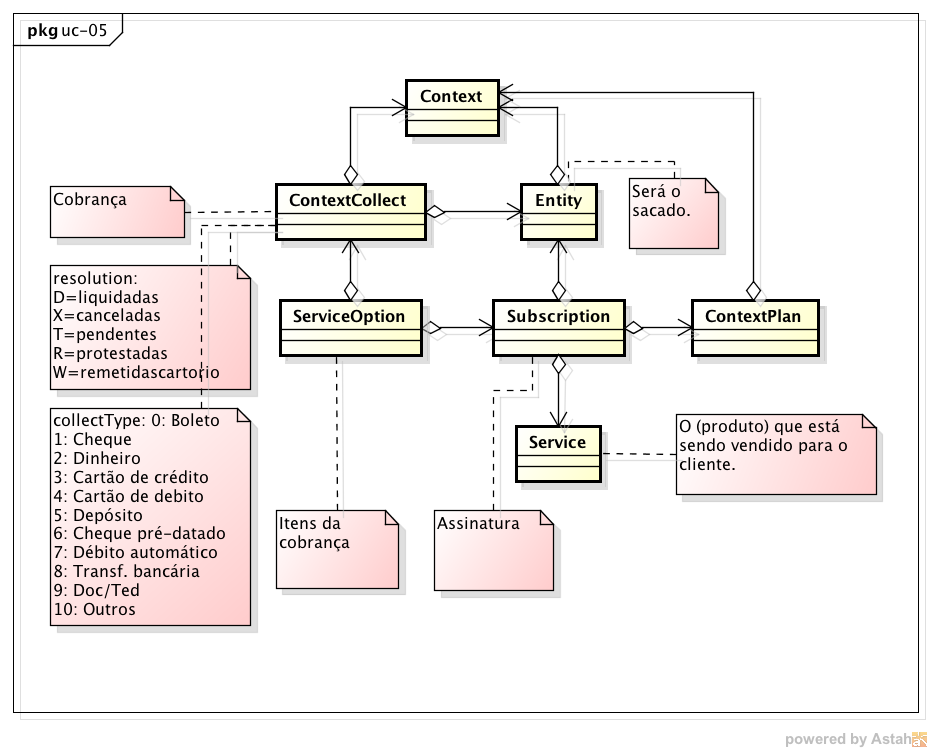 pkg uc-05
Context
ContextCollect
Entity
Cobrança
Será o
sacado.
resolution:
D=liquidadas
X=canceladas
T=pendentes
R=protestadas
W=remetidascartorio
ServiceOption
Subscription
ContextPlan
collectType: 0: Boleto
1: Cheque
2: Dinheiro
3: Cartão de crédito
4: Cartão de debito
5: Depósito
6: Cheque pré-datado
7: Débito automático
8: Transf. bancária
9: Doc/Ted
10: Outros
Service
O (produto) que está
sendo vendido para o
cliente.
Itens da
cobrança
Assinatura
powered by Astah